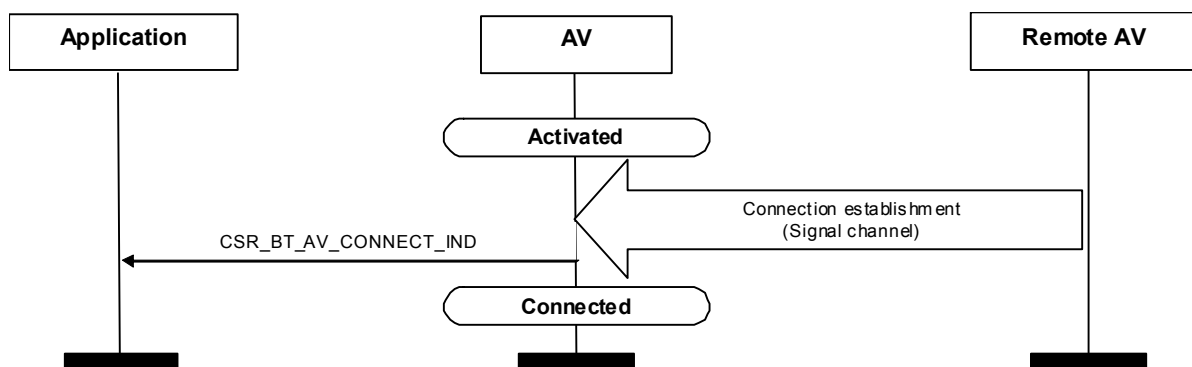 Application
AV
Remote AV
Activated
Connection establishment
(Signal channel)
CSR_BT_AV_CONNECT_IND
Connected